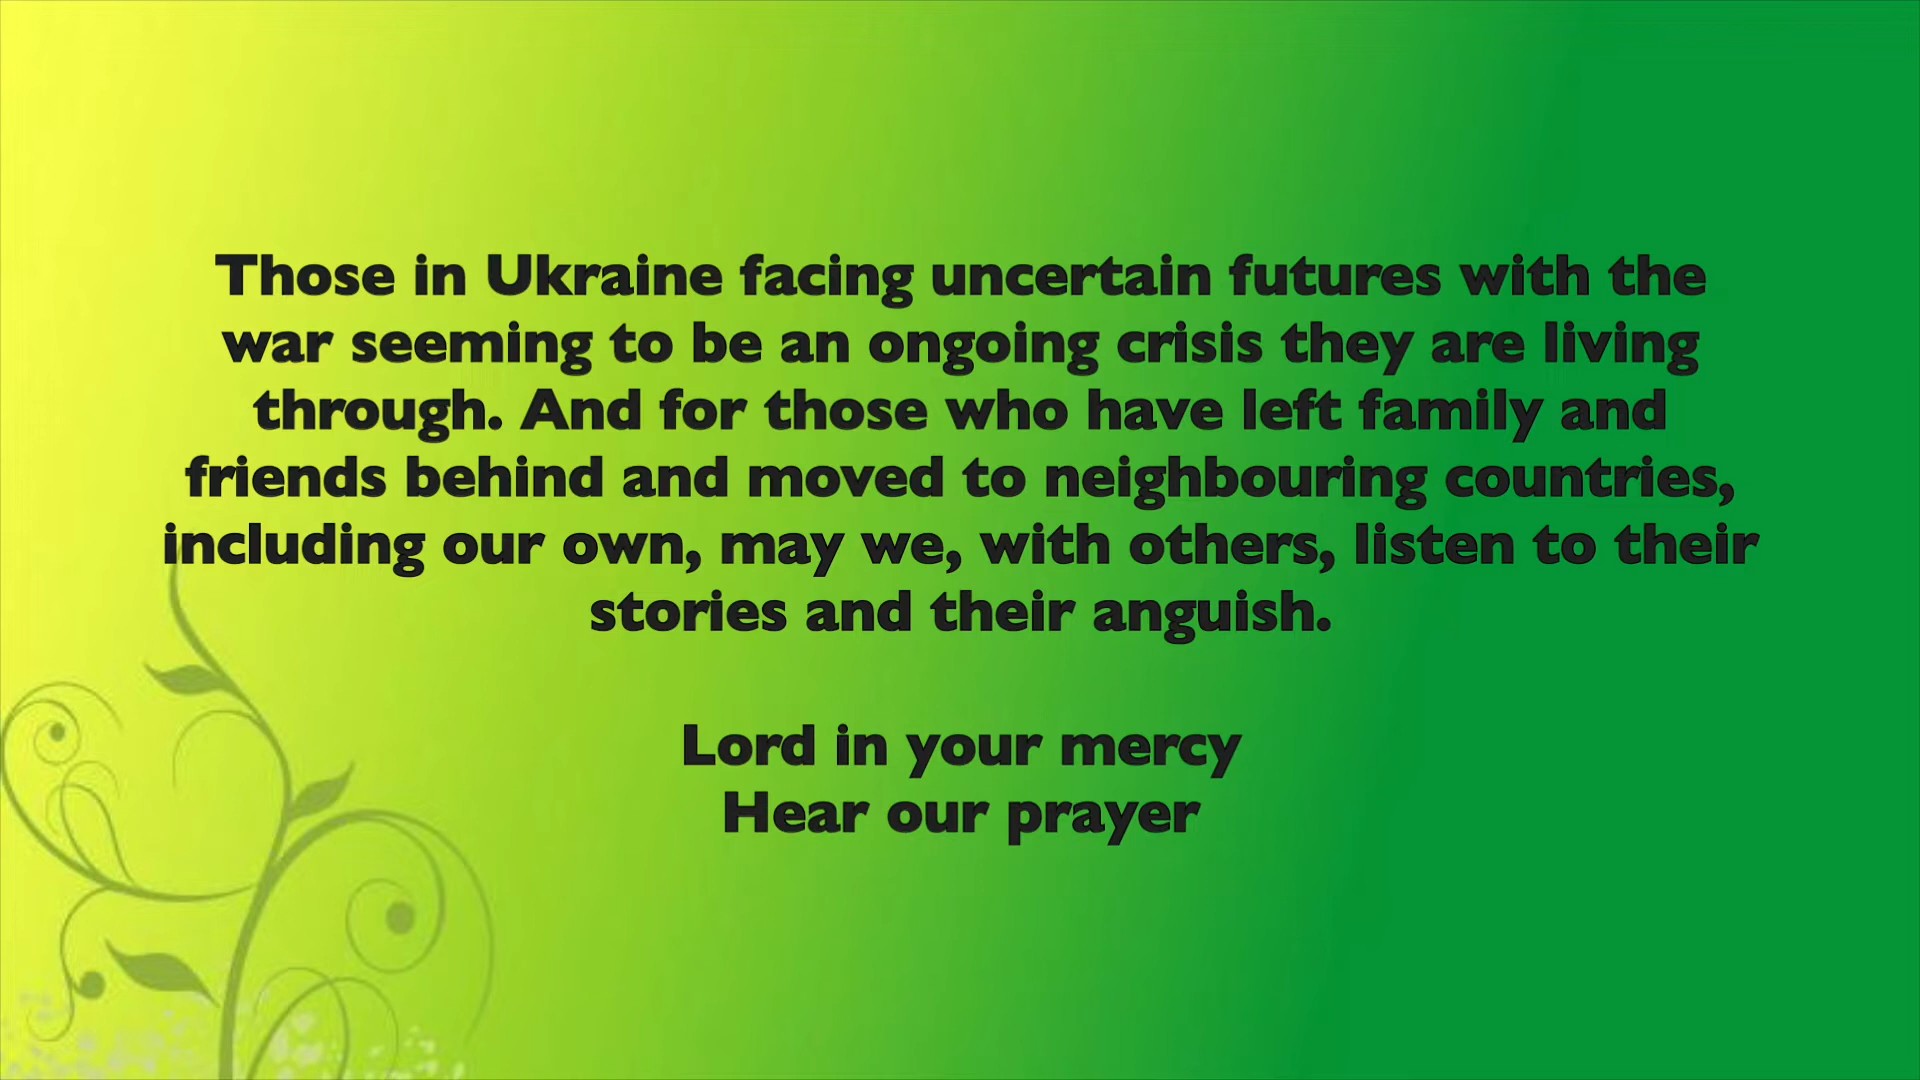 Those in Ukraine facing uncertain futures with the
war seeming to be an ongoing crisis they are living
through. And for those who have left family and
friends behind and moved to neighbouring countries,
including our own, may we, with others, listen to their
stories and their anguish.
Lord in your mercy
Hear our prayer